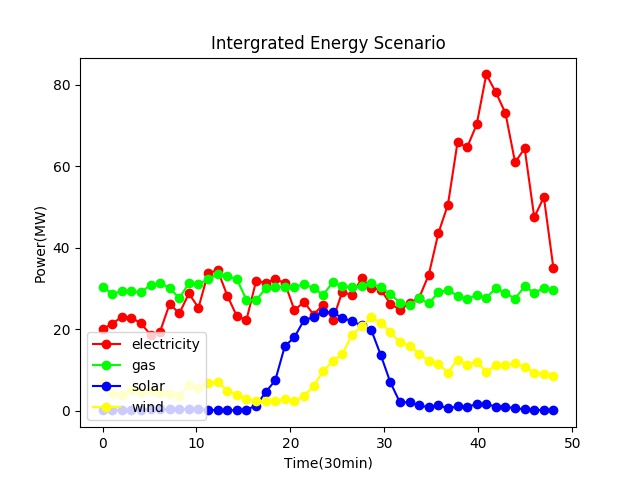 Intergrated Energy Scenario
Power(MW)
80
60
40
20
0
electricity
gas
solar
wind
0 10 20 30 40 50
Time(30min)